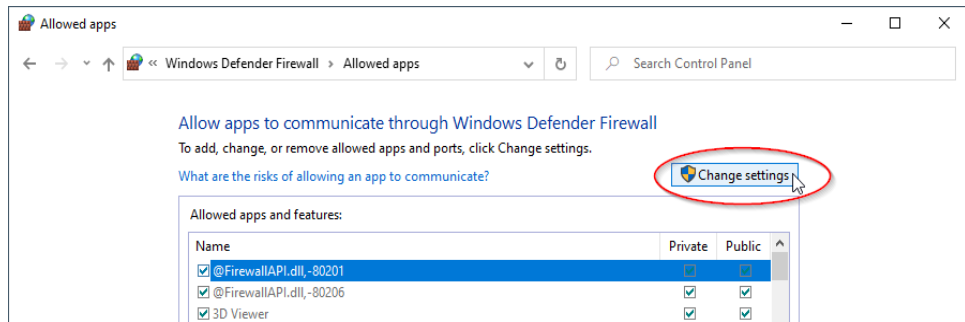 Allowed apps
« Windows Defender Firewall › Allowed apps
Search Control Panel
Allow apps to communicate through Windows Defender Firewall
To add, change, or remove allowed apps and ports, click Change settings.
What are the risks of allowing an app to communicate?
Change settings
Allowed apps and features:
Name Private Public
@FirewallAPI.dll,-80201
@FirewallAPI.dll,-80206
3D Viewer